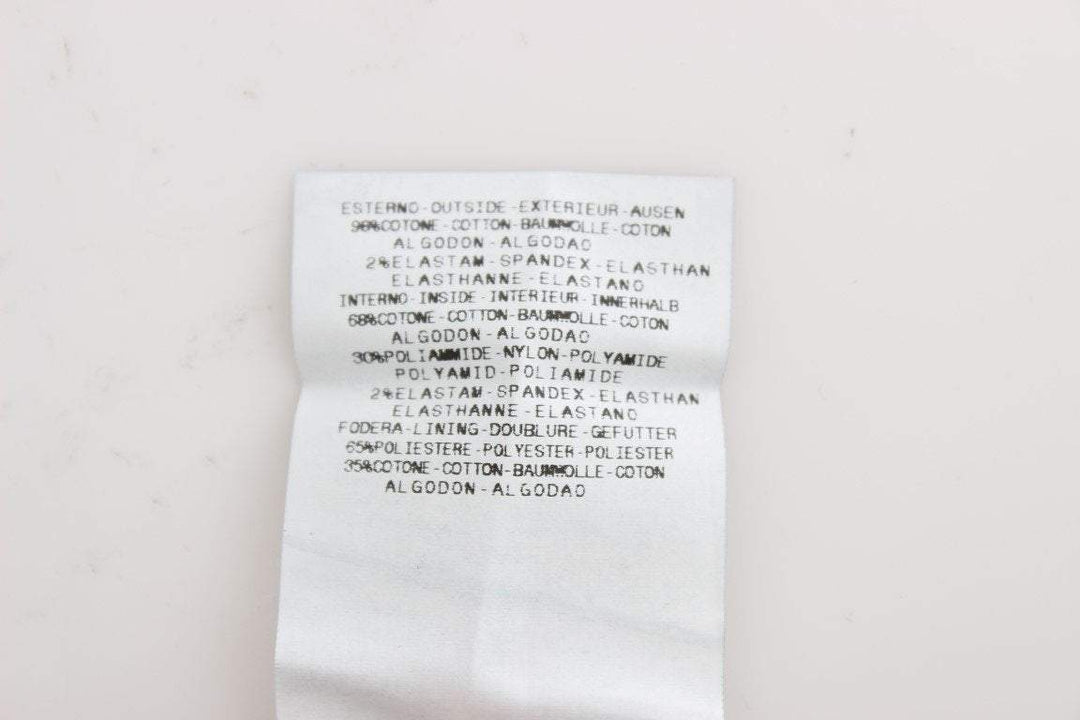 ESTERNO-OUTSIDE-EXTERIEUR-AUSEN
98%COTONE-COTTON-BAUMWOLLE-COTON
ALGODON-ALGODAO
2%ELASTAM-SPANDEX-ELASTHAN
ELASTHANNE-ELASTANO
INTERNO-INSIDE-INTERIEUR-INNERHALB
68%COTONE-COTTON-BAUMWOLLE-COTON
ALGODON-ALGODAO
30%POLIAMMIDE-NYLON-POLYAMIDE
POLYAMID-POLIAMIDE
2%ELASTAM-SPANDEX-ELASTHAN
ELASTHANNE-ELASTANO
FODERA-LINING-DOUBLURE-GEFUTTER
65%POLIESTERE-POLYESTER-POLIESTER
35%COTONE-COTTON-BAUMWOLLE-COTON
ALGODON-ALGODAO